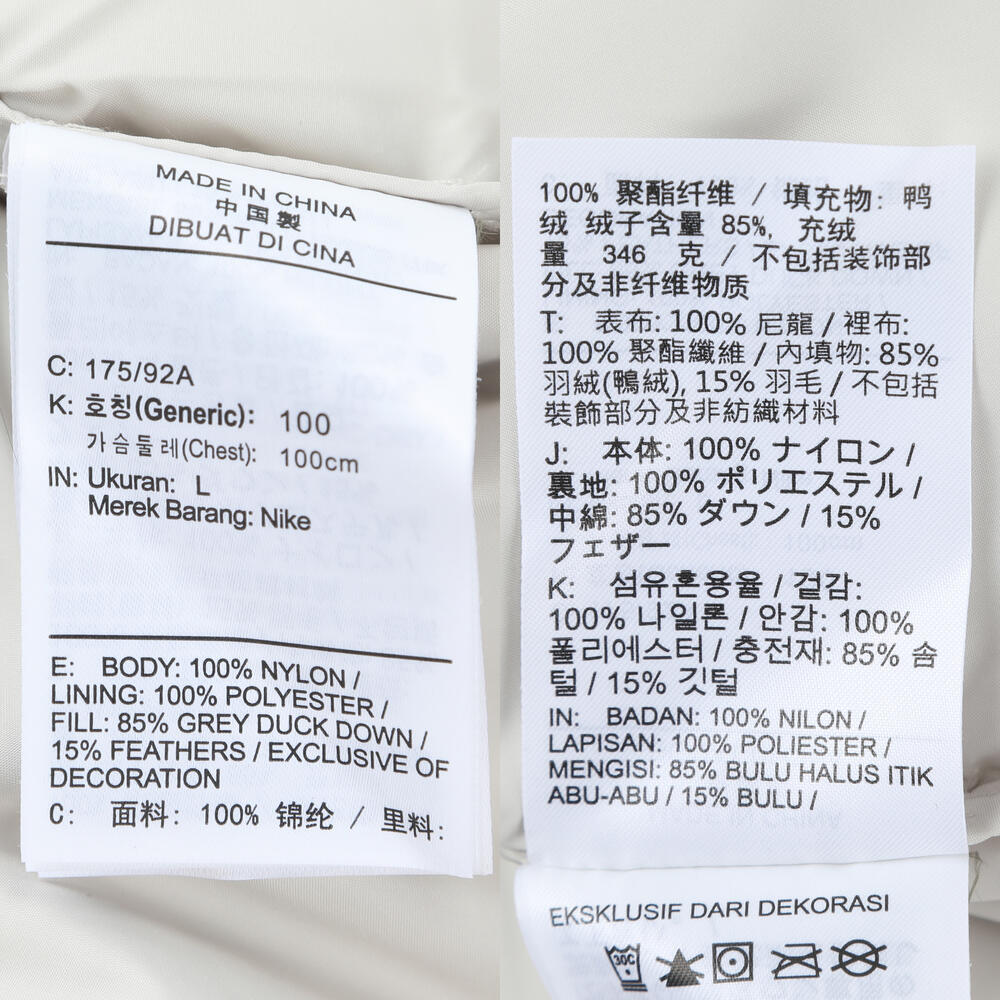 MADE IN CHINA
中国製
DIBUAT DI CINA
C: 175/92A
K: 호칭(Generic): 100
가슴둘레(Chest): 100cm
IN: Ukuran: L
Merek Barang: Nike
E: BODY: 100% NYLON /
LINING: 100% POLYESTER /
FILL: 85% GREY DUCK DOWN /
15% FEATHERS / EXCLUSIVE OF
DECORATION
C: 面料: 100% 锦纶 / 里料:
100% 聚酯纤维 / 填充物: 鸭
绒 绒子含量 85%, 充绒
量 346 克 / 不包括装饰部
分及非纤维物质
T: 表布: 100% 尼龍 / 裡布:
100% 聚酯纖維 / 內填物: 85%
羽絨(鴨絨), 15% 羽毛 / 不包括
裝飾部分及非紡織材料
J: 本体: 100% ナイロン /
裏地: 100% ポリエステル /
中綿: 85% ダウン / 15%
フェザー
K: 섬유혼용율 / 겉감:
100% 나일론 / 안감: 100%
폴리에스터 / 충전재: 85% 솜
털 / 15% 깃털
IN: BADAN: 100% NILON /
LAPISAN: 100% POLIESTER /
MENGISI: 85% BULU HALUS ITIK
ABU-ABU / 15% BULU /
EKSKLUSIF DARI DEKORASI
30C